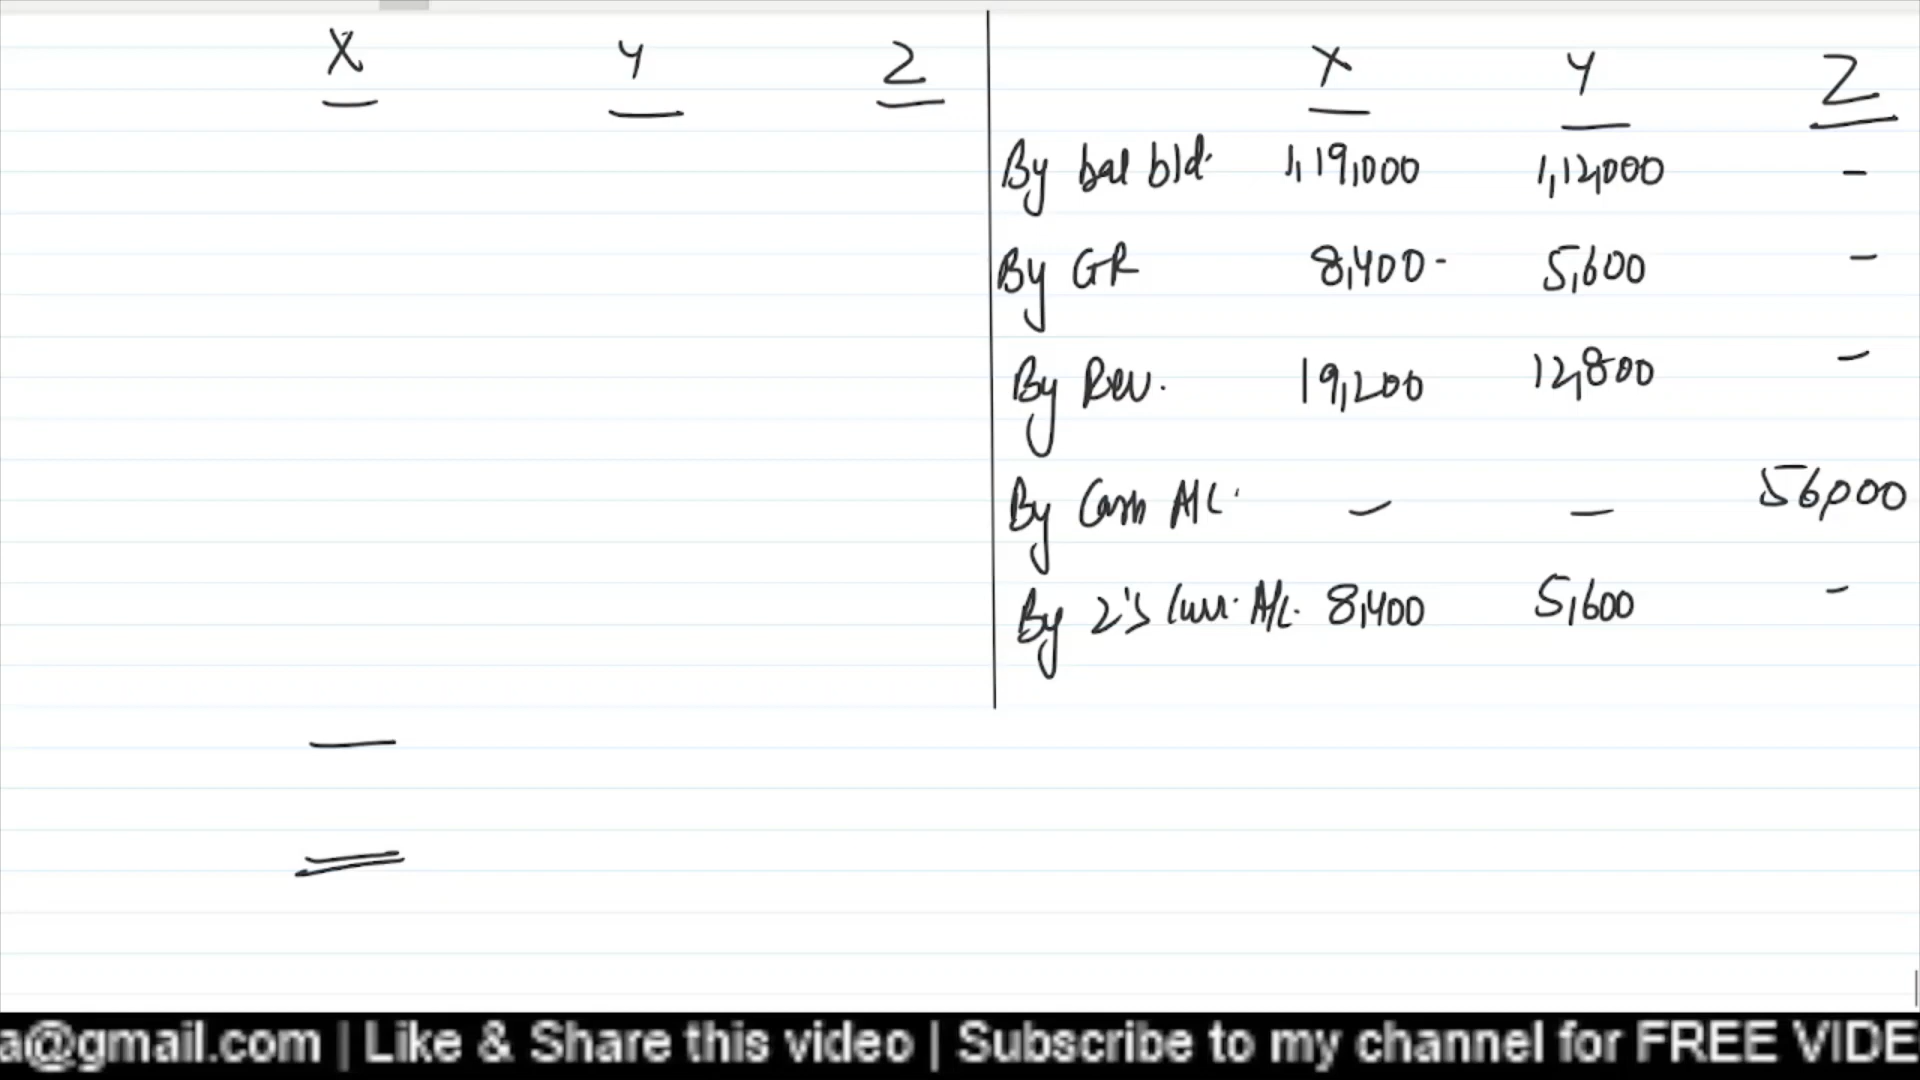 X Y Z X Y Z
By bal b/d. 1,19,000 1,12,000 -
By GR 8,400- 5,600 -
By Rev. 19,200 12,800 -
By Cash A/C. - - 56,000
By Z's Curr. A/C. 8,400 5,600 -
a@gmail.com | Like & Share this video | Subscribe to my channel for FREE VIDE